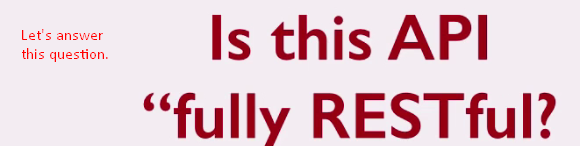 Let's answer
this question.
Is this API
“fully RESTful?